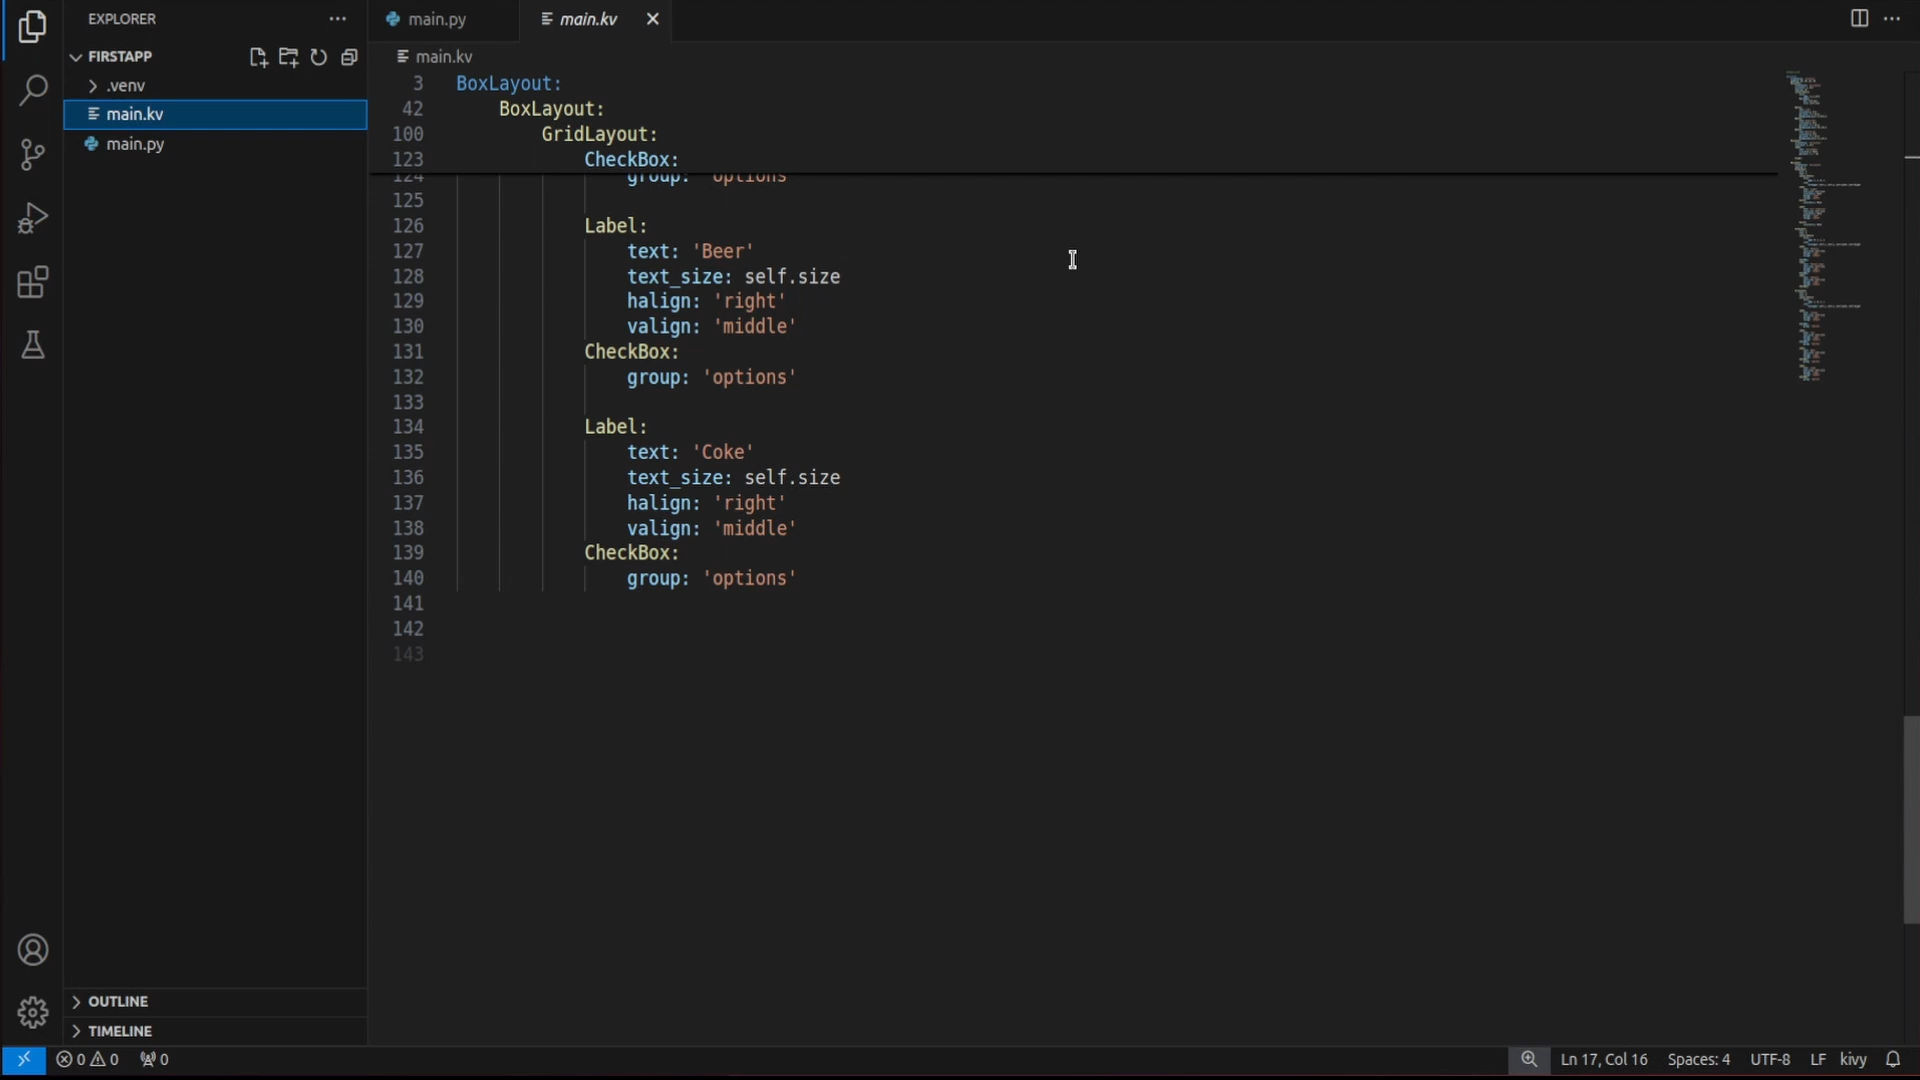 EXPLORER
FIRSTAPP
.venv
main.kv
main.py
OUTLINE
TIMELINE
main.py
main.kv
main.kv
3 BoxLayout:
42 BoxLayout:
100 GridLayout:
123 CheckBox:
124 group: 'options'
125
126 Label:
127 text: 'Beer'
128 text_size: self.size
129 halign: 'right'
130 valign: 'middle'
131 CheckBox:
132 group: 'options'
133
134 Label:
135 text: 'Coke'
136 text_size: self.size
137 halign: 'right'
138 valign: 'middle'
139 CheckBox:
140 group: 'options'
141
142
143
0 0 0 Ln 17, Col 16 Spaces: 4 UTF-8 LF kivy